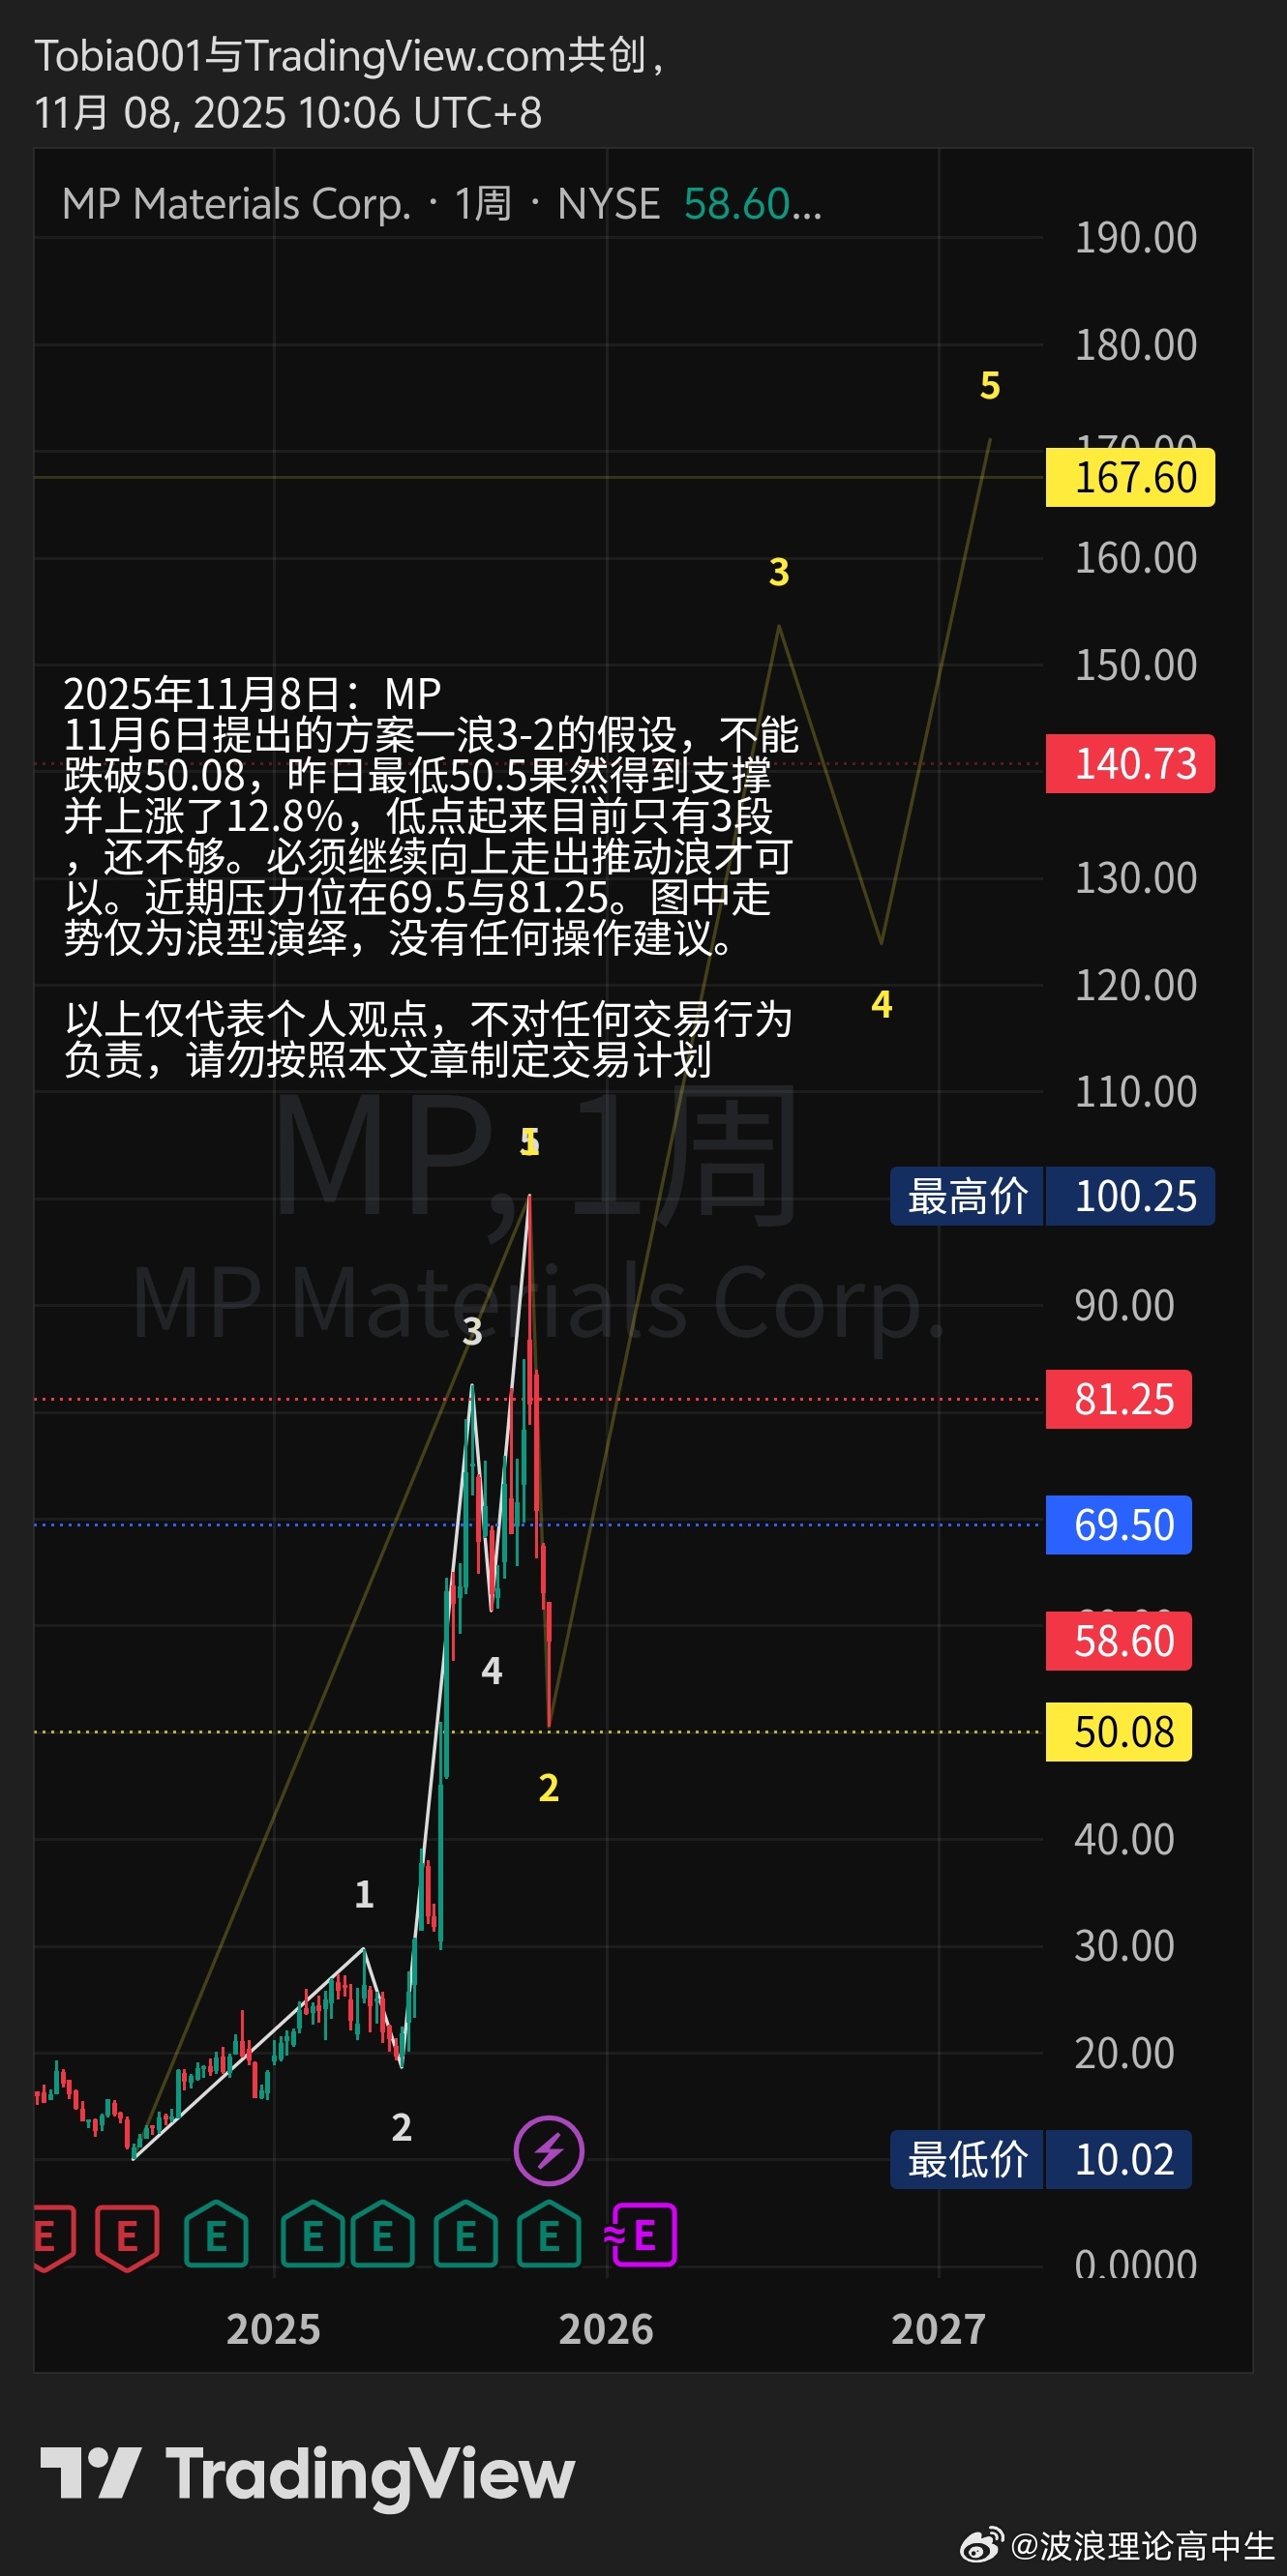 Tobia001与TradingView.com共创，
11月 08, 2025 10:06 UTC+8
MP Materials Corp. · 1周 · NYSE 58.60...
190.00
180.00
5
170.00
167.60
3
160.00
150.00
2025年11月8日：MP
11月6日提出的方案一浪3-2的假设，不能
跌破50.08，昨日最低50.5果然得到支撑
并上涨了12.8%，低点起来目前只有3段
，还不够。必须继续向上走出推动浪才可
以。近期压力位在69.5与81.25。图中走
势仅为浪型演绎，没有任何操作建议。
140.73
130.00
120.00
4
以上仅代表个人观点，不对任何交易行为
负责，请勿按照本文章制定交易计划
110.00
MP, 1周
MP Materials Corp.
5
1
最高价 100.25
90.00
3
81.25
69.50
58.60
4
50.08
2
40.00
1
30.00
20.00
2
最低价 10.02
E E E E E E E ≈E
0.0000
2025 2026 2027
TradingView
@波浪理论高中生